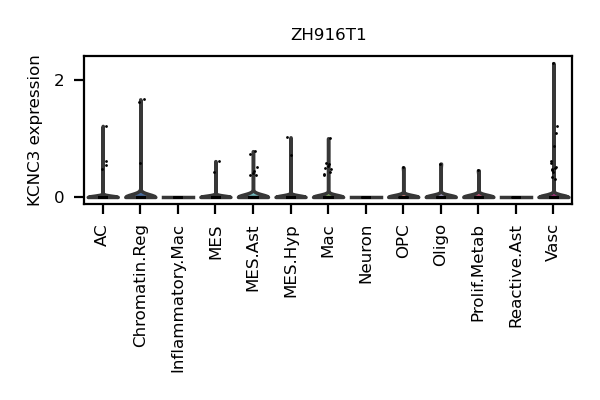 ZH916T1
KCNC3 expression
2
0
AC
Chromatin.Reg
Inflammatory.Mac
MES
MES.Ast
MES.Hyp
Mac
Neuron
OPC
Oligo
Prolif.Metab
Reactive.Ast
Vasc